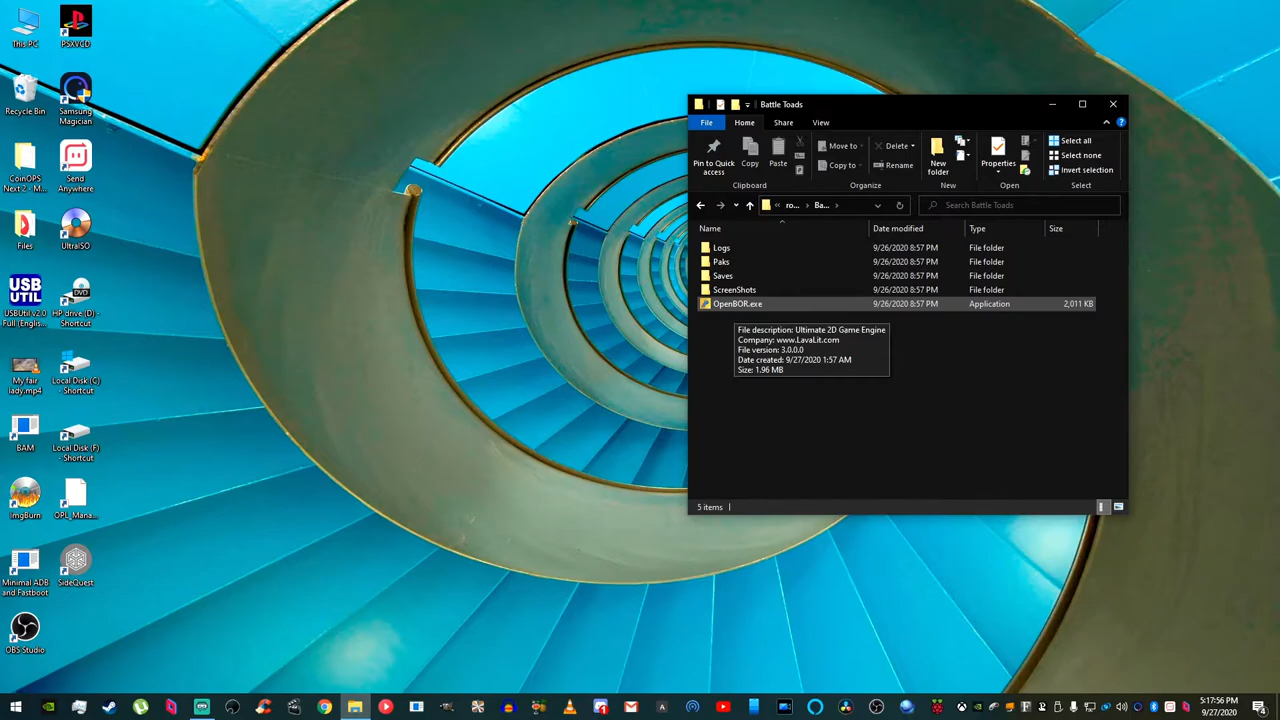 This PC
PSXVCD
Recycle Bin
Samsung
Magician
CoinOPS
Next 2 - M...
Send
Anywhere
Files
UltraISO
USB
UTIL
USBUtil v2.0
Full (Englis...
DVD
HP drive (D) -
Shortcut
My fair
lady.mp4
Local Disk (C)
- Shortcut
BAM
Local Disk (F)
- Shortcut
ImgBurn
OPL_Mana...
Minimal ADB
and Fastboot
SideQuest
OBS Studio
Battle Toads
File
Home
Share
View
Pin to Quick
access
Copy
Paste
Clipboard
Move to
Copy to
Delete
Rename
Organize
New
folder
New
Properties
Open
Select all
Select none
Invert selection
Select
ro...
Ba...
Search Battle Toads
Name
Date modified
Type
Size
Logs
9/26/2020 8:57 PM
File folder
Paks
9/26/2020 8:57 PM
File folder
Saves
9/26/2020 8:57 PM
File folder
ScreenShots
9/26/2020 8:57 PM
File folder
OpenBOR.exe
9/26/2020 8:57 PM
Application
2,011 KB
File description: Ultimate 2D Game Engine
Company: www.LavaLit.com
File version: 3.0.0.0
Date created: 9/27/2020 1:57 AM
Size: 1.96 MB
5 items
5:17:56 PM
9/27/2020